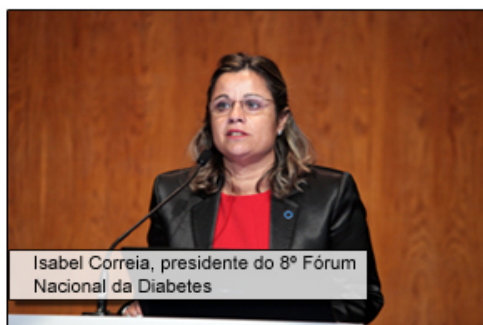 Isabel Correia, presidente do 8º Fórum
Nacional da Diabetes